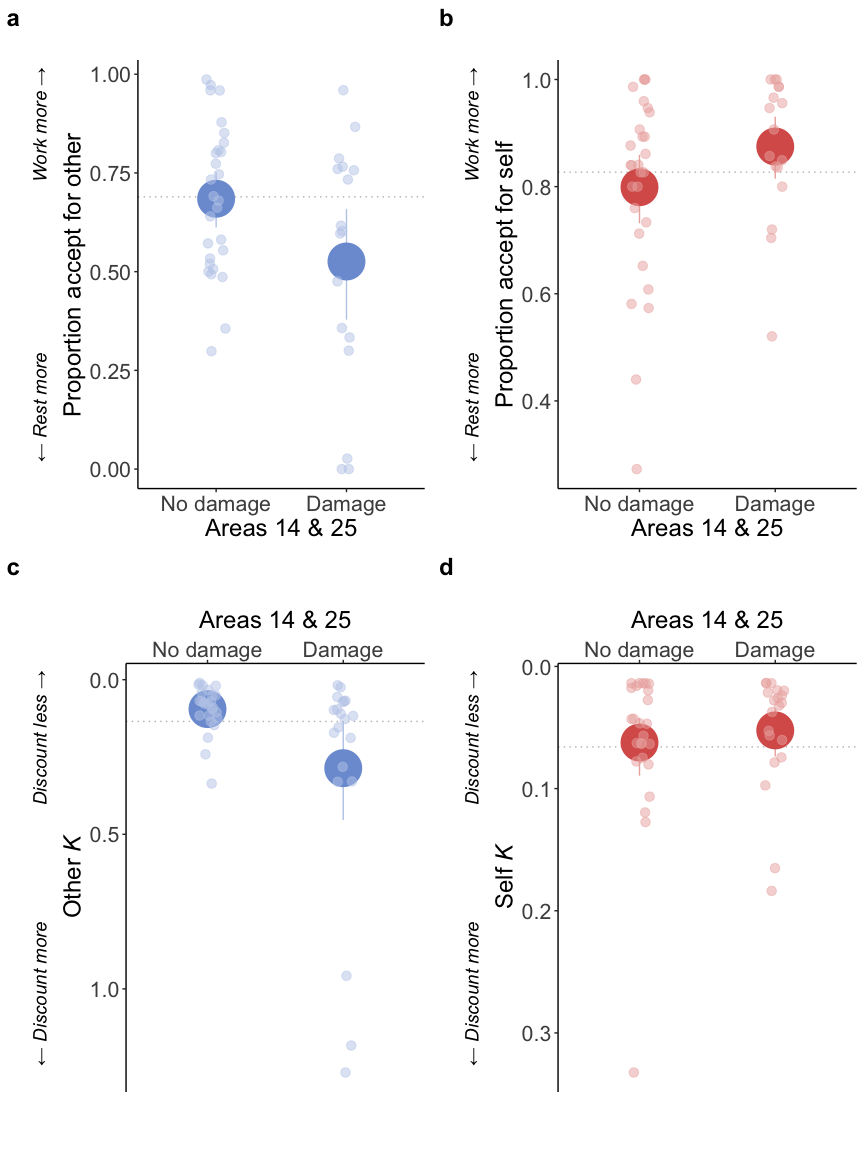 a
Work more →
← Rest more
Proportion accept for other
1.00
0.75
0.50
0.25
0.00
No damage
Damage
Areas 14 & 25
b
Work more →
← Rest more
Proportion accept for self
1.0
0.8
0.6
0.4
No damage
Damage
Areas 14 & 25
c
Areas 14 & 25
No damage
Damage
Discount less →
← Discount more
Other K
0.0
0.5
1.0
d
Areas 14 & 25
No damage
Damage
Discount less →
← Discount more
Self K
0.0
0.1
0.2
0.3